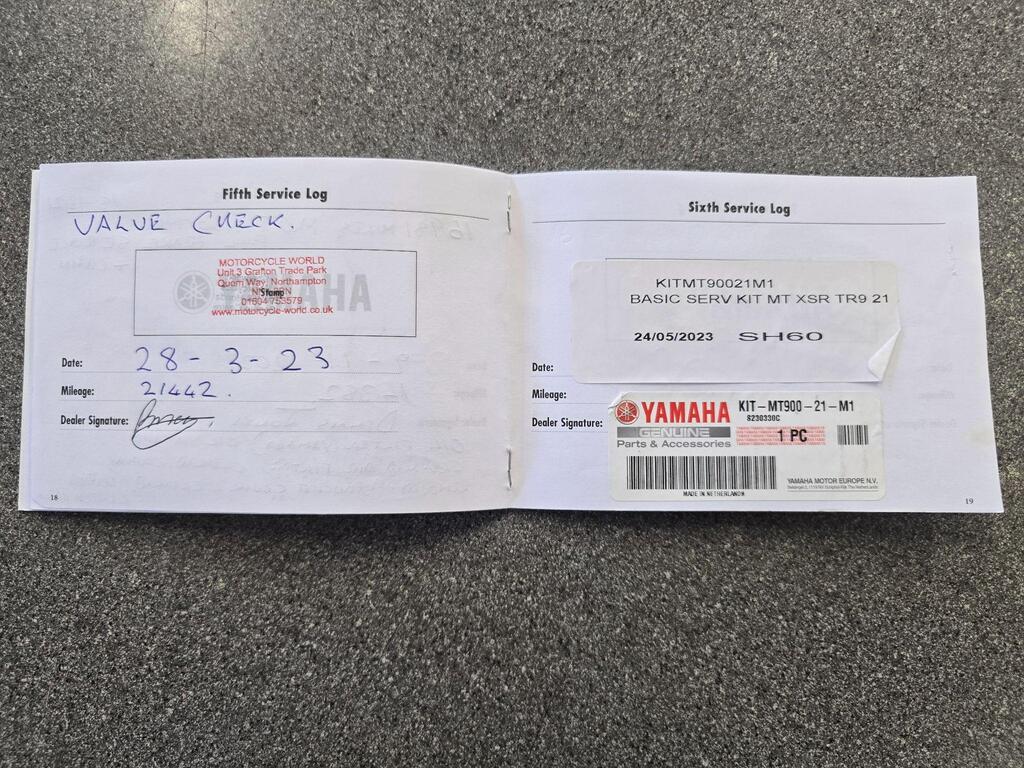 Fifth Service Log
VALUE CHECK.
MOTORCYCLE WORLD
Unit 3 Grafton Trade Park
Quorn Way, Northampton
Stamp
01604 753579
www.motorcycle-world.co.uk
YAMAHA
Date: 28-3-23
Mileage: 21442.
Dealer Signature:
18
Sixth Service Log
KITMT90021M1
BASIC SERV KIT MT XSR TR9 21
24/05/2023 SH60
Date:
Mileage:
Dealer Signature:
YAMAHA KIT-MT900-21-M1
S230330C
GENUINE 1 PC
Parts & Accessories
YAMAHA MOTOR EUROPE N.V.
MADE IN NETHERLANDS
19